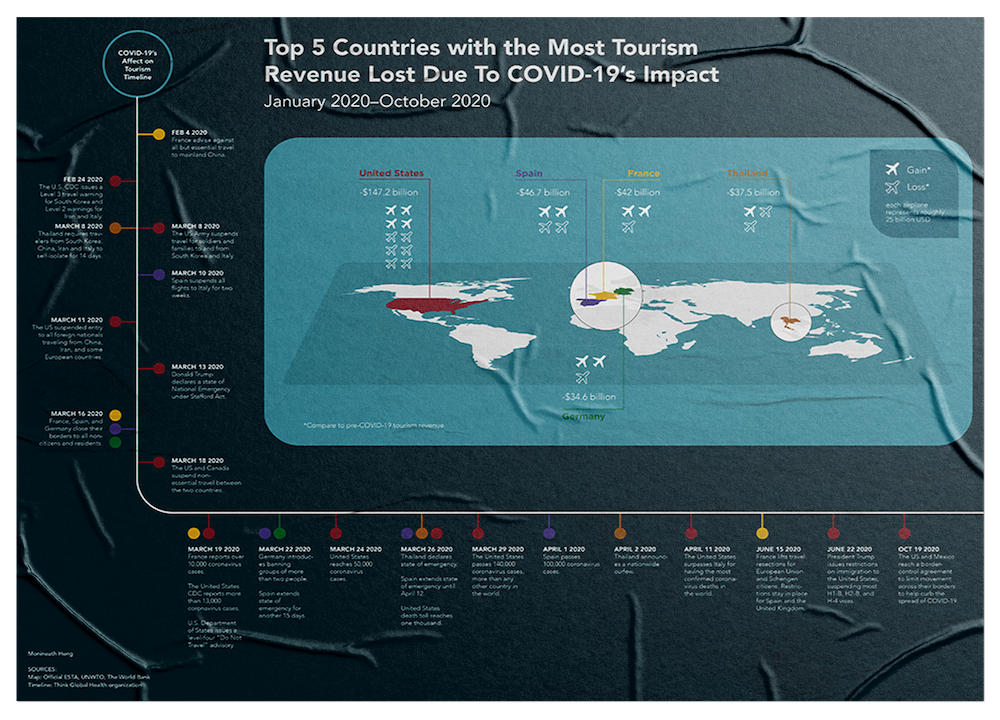 COVID-19's
Affect on
Tourism
Timeline
Top 5 Countries with the Most Tourism
Revenue Lost Due To COVID-19's Impact
January 2020–October 2020
FEB 4 2020
France advise against
all but essential travel
to mainland China.
FEB 24 2020
The U.S. CDC issues a
Level 3 travel warning
for South Korea and
Level 2 warnings for
Iran and Italy.
MARCH 8 2020
Thailand requires trav-
elers from South Korea,
China, Iran and Italy to
self-isolate for 14 days.
MARCH 8 2020
The US Army suspends
travel for soldiers and
families to and from
South Korea and Italy
MARCH 10 2020
Spain suspends all
flights to Italy for two
weeks.
MARCH 11 2020
The US suspended entry
to all foreign nationals
traveling from China,
Iran, and some
European countries.
MARCH 13 2020
Donald Trump
declares a state of
National Emergency
under Stafford Act.
MARCH 16 2020
France, Spain, and
Germany close their
borders to all non-
citizens and residents.
MARCH 18 2020
The US and Canada
suspend non-
essential travel between
the two countries.
United States
-$147.2 billion
Spain
-$46.7 billion
France
-$42 billion
Thailand
-$37.5 billion
Gain*
Loss*
each airplane
represents roughly
25 billion USD
-$34.6 billion
Germany
*Compare to pre-COVID-19 tourism revenue
MARCH 19 2020
France reports over
10,000 coronavirus
cases.
The United States
CDC reports more
than 13,000
coronavirus cases.
U.S. Department
of States issues a
level-four "Do Not
Travel" advisory
MARCH 22 2020
Germany introduc-
es banning
groups of more
than two people.
Spain extends
state of
emergency for
another 15 days.
MARCH 24 2020
United States
reaches 50,000
coronavirus
cases.
MARCH 26 2020
Thailand declares
state of emergency.
Spain extends state
of emergency until
April 12.
United States
death toll reaches
one thousand.
MARCH 29 2020
The United States
passes 140,000
coronavirus cases,
more than any
other country in
the world.
APRIL 1 2020
Spain passes
100,000 coronavirus
cases.
APRIL 2 2020
Thailand announc-
es a nationwide
curfew.
APRIL 11 2020
The United States
surpasses Italy for
having the most
confirmed corona-
virus deaths in
the world.
JUNE 15 2020
France lifts travel
resections for
European Union
and Schengen
citizens. Restric-
tions stay in place
for Spain and the
United Kingdom
JUNE 22 2020
President Trump
issues restrictions
on immigration to
the United States,
suspending most
H1-B, H2-B, and
H-4 visas.
OCT 19 2020
The US and Mexico
reach a border-
control agreement
to limit movement
across their borders
to help curb the
spread of COVID-19
Monineath Heng
SOURCES:
Map: Official ESTA, UNWTO, The World Bank
Timeline: Think Global Health organization